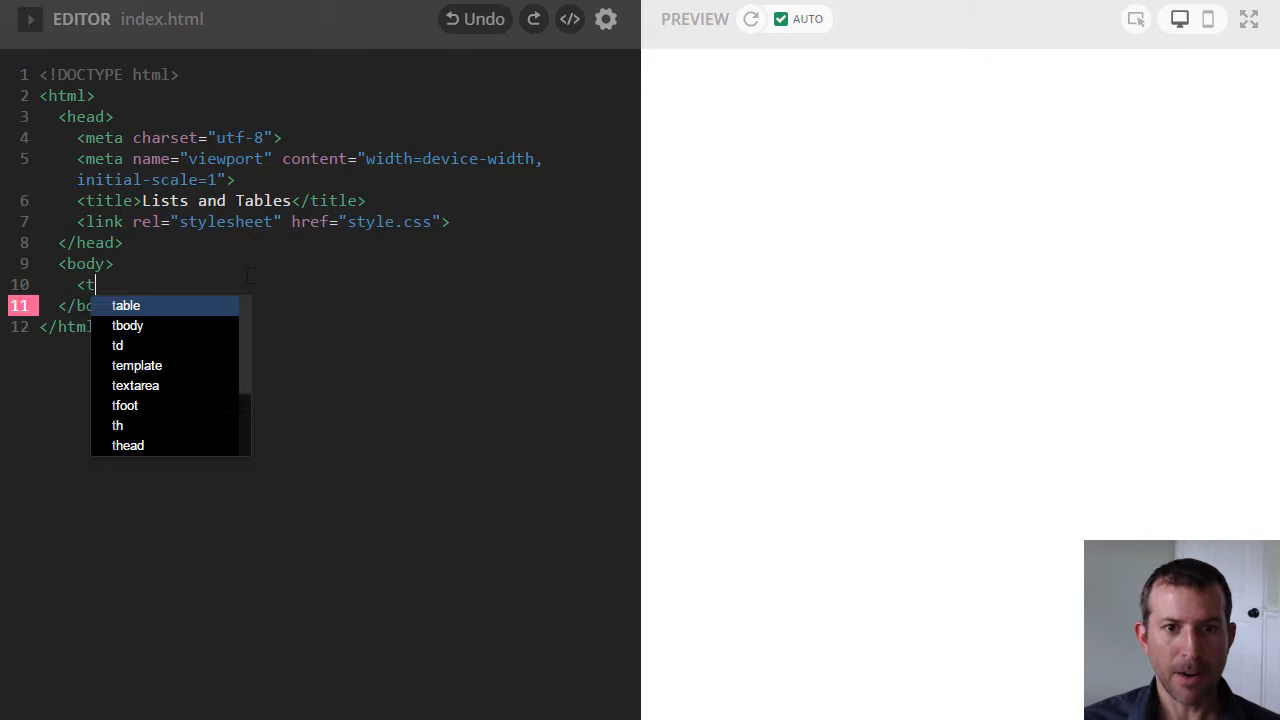 EDITOR index.html
Undo
</>
PREVIEW
AUTO
1 <!DOCTYPE html>
2 <html>
3 <head>
4 <meta charset="utf-8">
5 <meta name="viewport" content="width=device-width,
initial-scale=1">
6 <title>Lists and Tables</title>
7 <link rel="stylesheet" href="style.css">
8 </head>
9 <body>
10 <t
11 </bo
12 </html
table
tbody
td
template
textarea
tfoot
th
thead